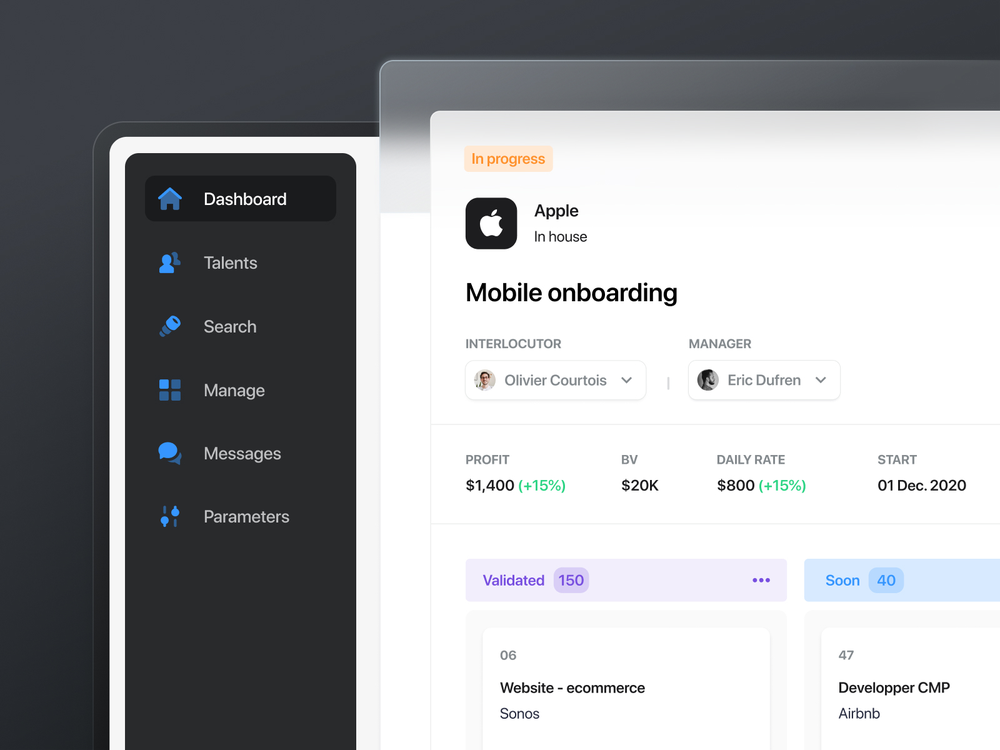 Dashboard
Talents
Search
Manage
Messages
Parameters
In progress
Apple
In house
Mobile onboarding
INTERLOCUTOR
MANAGER
Olivier Courtois
Eric Dufren
PROFIT
BV
DAILY RATE
START
$1,400 (+15%)
$20K
$800 (+15%)
01 Dec. 2020
Validated 150
Soon 40
06
Website - ecommerce
Sonos
47
Developper CMP
Airbnb